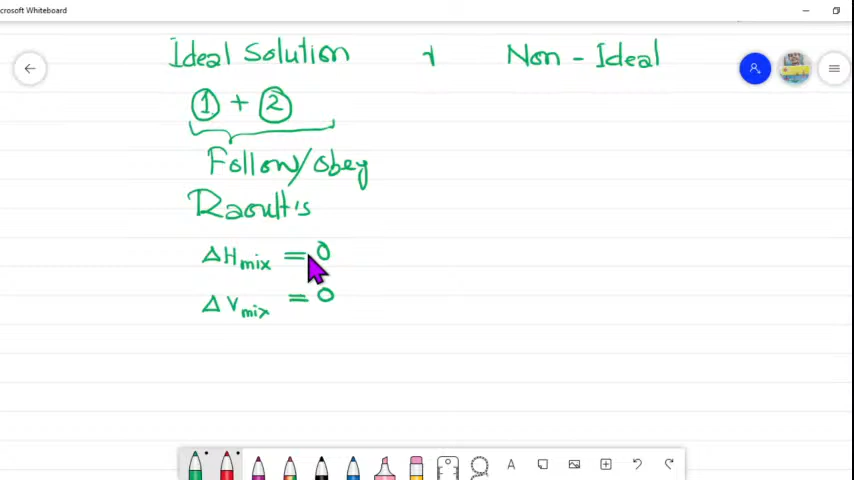 crosoft Whiteboard
Ideal Solution + Non - Ideal
1 + 2
Follow/obey
Raoult's
ΔHmix = 0
ΔVmix = 0
A